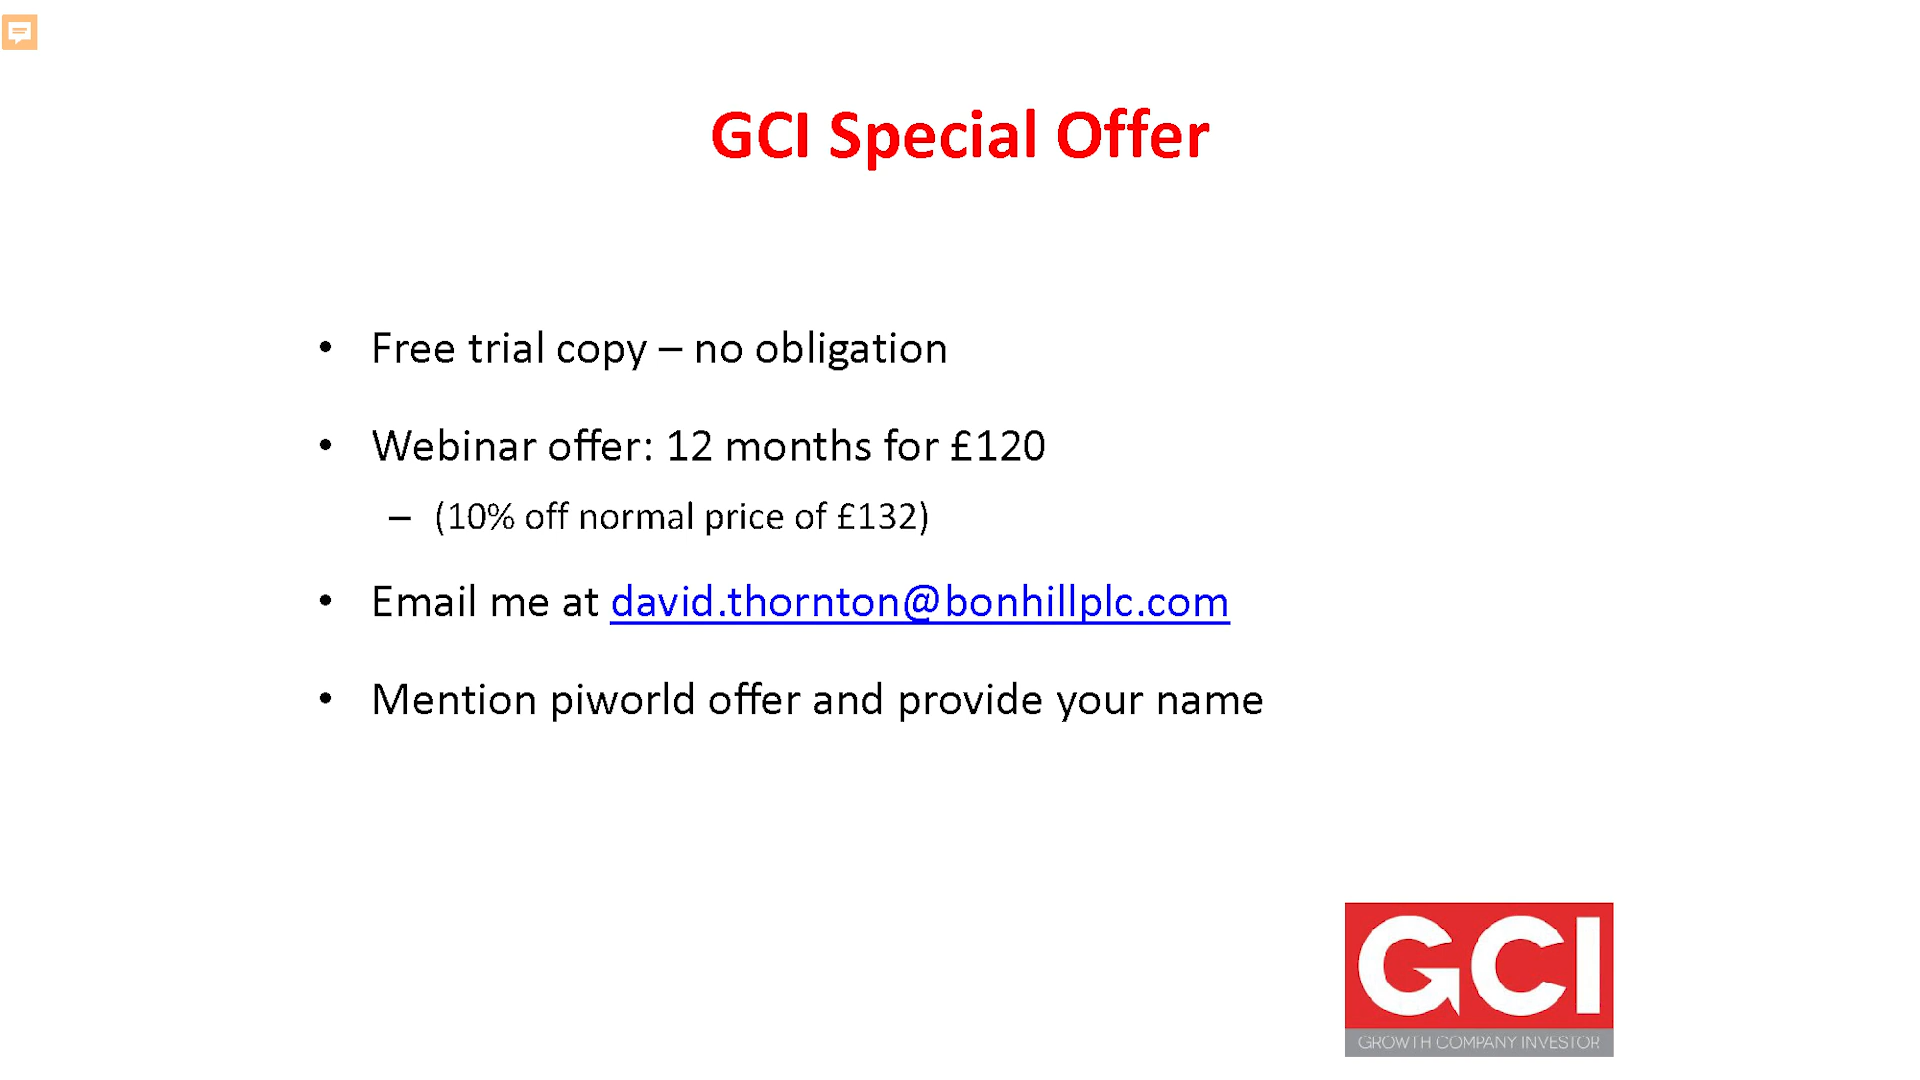 GCI Special Offer
• Free trial copy – no obligation
• Webinar offer: 12 months for £120
– (10% off normal price of £132)
• Email me at david.thornton@bonhillplc.com
• Mention piworld offer and provide your name
GCI
GROWTH COMPANY INVESTOR